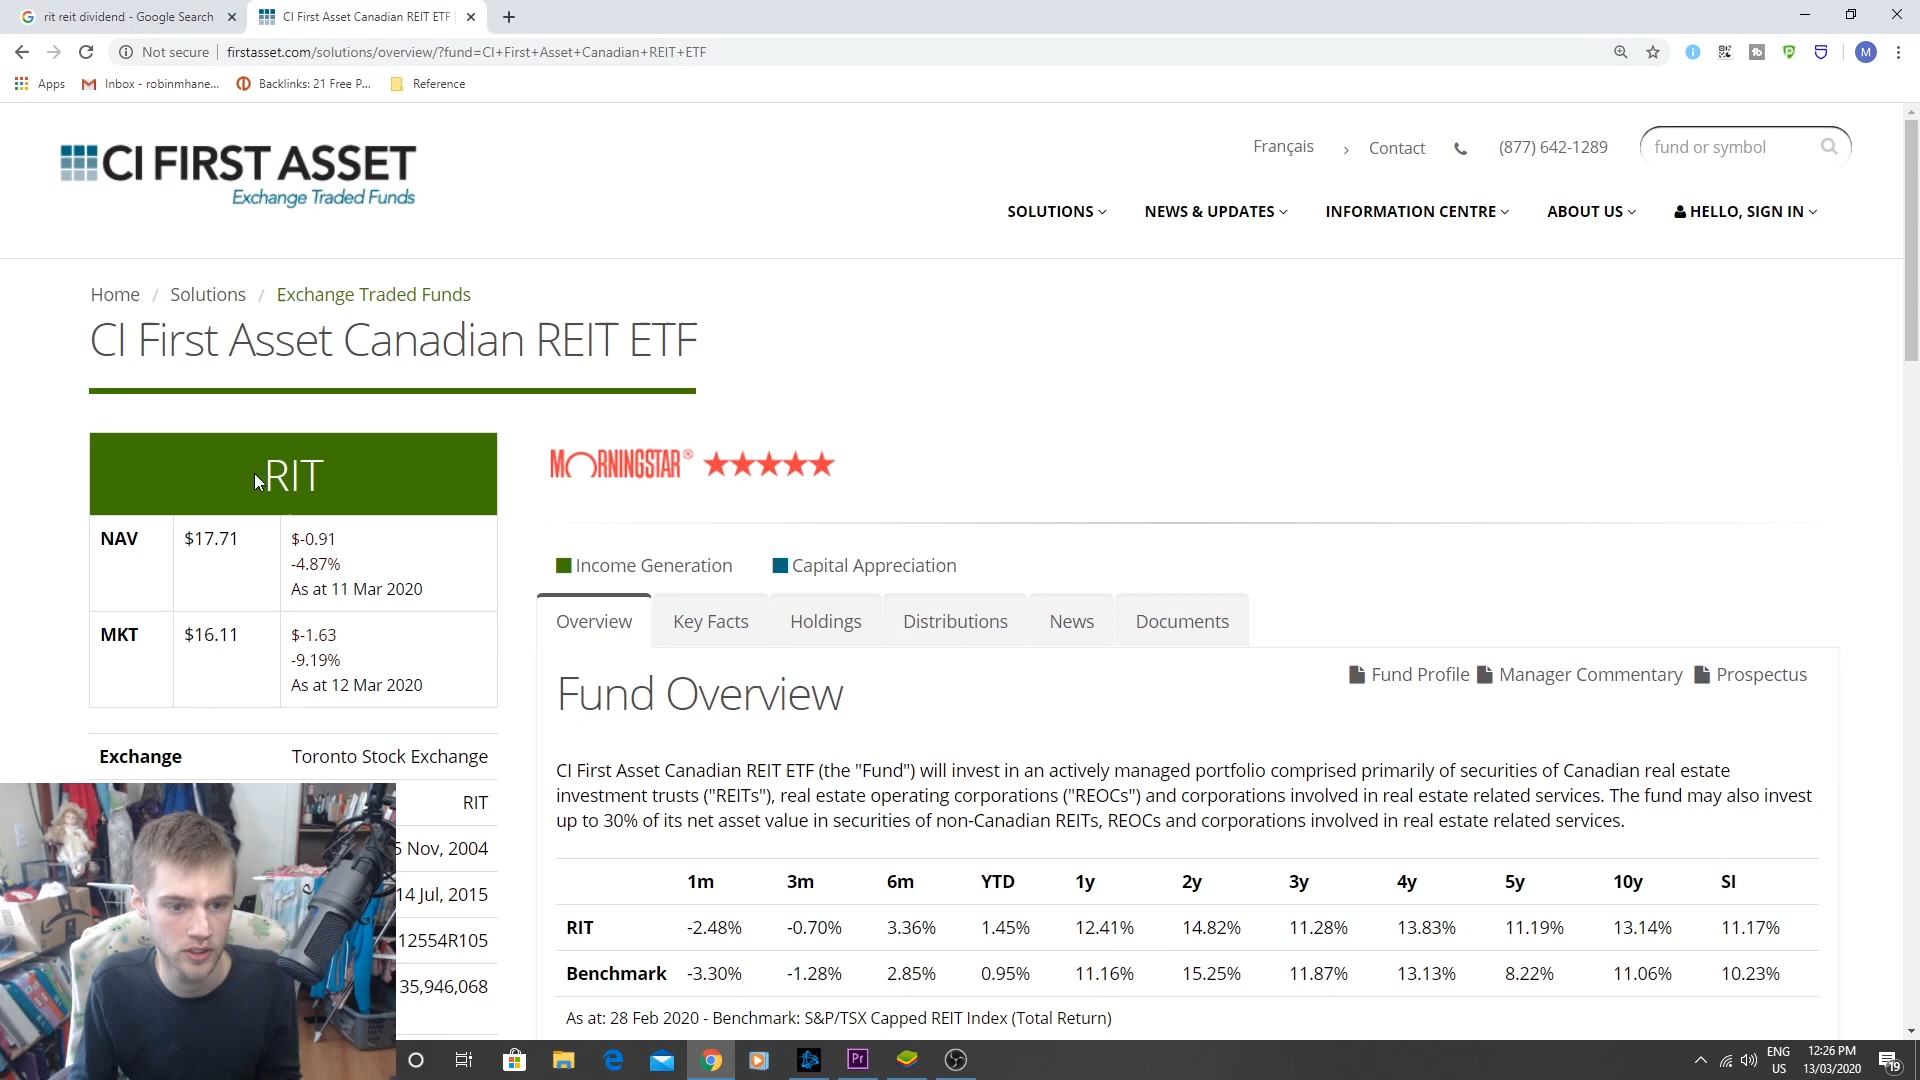 rit reit dividend - Google Search
CI First Asset Canadian REIT ETF
Not secure
firstasset.com/solutions/overview/?fund=CI+First+Asset+Canadian+REIT+ETF
M
Apps
Inbox - robinmhane...
Backlinks: 21 Free P...
Reference
CI FIRST ASSET
Exchange Traded Funds
Français
Contact
(877) 642-1289
fund or symbol
SOLUTIONS
NEWS & UPDATES
INFORMATION CENTRE
ABOUT US
HELLO, SIGN IN
Home / Solutions / Exchange Traded Funds
CI First Asset Canadian REIT ETF
RIT
NAV $17.71 $-0.91
-4.87%
As at 11 Mar 2020
MKT $16.11 $-1.63
-9.19%
As at 12 Mar 2020
Exchange Toronto Stock Exchange
RIT
5 Nov, 2004
14 Jul, 2015
12554R105
35,946,068
MORNINGSTAR®
Income Generation
Capital Appreciation
Overview
Key Facts
Holdings
Distributions
News
Documents
Fund Profile
Manager Commentary
Prospectus
Fund Overview
CI First Asset Canadian REIT ETF (the "Fund") will invest in an actively managed portfolio comprised primarily of securities of Canadian real estate
investment trusts ("REITs"), real estate operating corporations ("REOCs") and corporations involved in real estate related services. The fund may also invest
up to 30% of its net asset value in securities of non-Canadian REITs, REOCs and corporations involved in real estate related services.
1m 3m 6m YTD 1y 2y 3y 4y 5y 10y SI
RIT -2.48% -0.70% 3.36% 1.45% 12.41% 14.82% 11.28% 13.83% 11.19% 13.14% 11.17%
Benchmark -3.30% -1.28% 2.85% 0.95% 11.16% 15.25% 11.87% 13.13% 8.22% 11.06% 10.23%
As at: 28 Feb 2020 - Benchmark: S&P/TSX Capped REIT Index (Total Return)
Pr
ENG
US
12:26 PM
13/03/2020
19